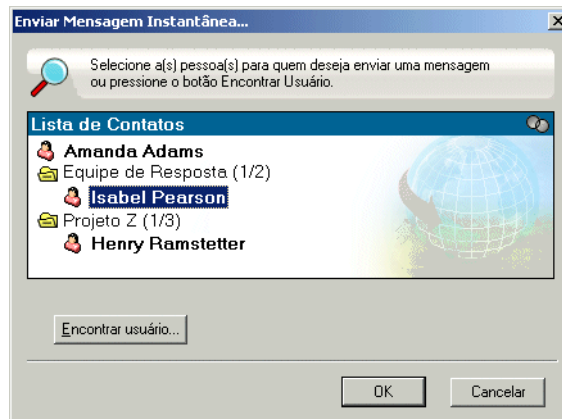 Enviar Mensagem Instantânea...
Selecione a(s) pessoa(s) para quem deseja enviar uma mensagem
ou pressione o botão Encontrar Usuário.
Lista de Contatos
Amanda Adams
Equipe de Resposta (1/2)
Isabel Pearson
Projeto Z (1/3)
Henry Ramstetter
Encontrar usuário...
OK
Cancelar